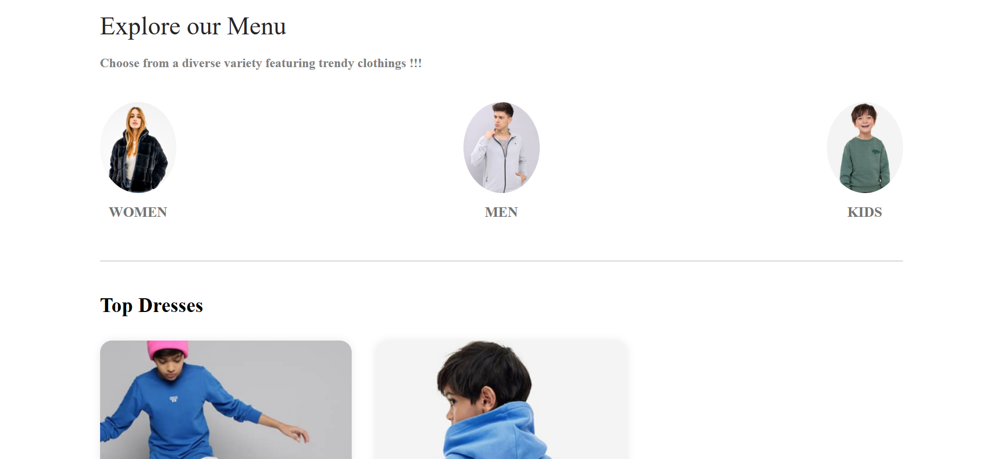 Explore our Menu
Choose from a diverse variety featuring trendy clothings !!!
WOMEN
MEN
KIDS
Top Dresses